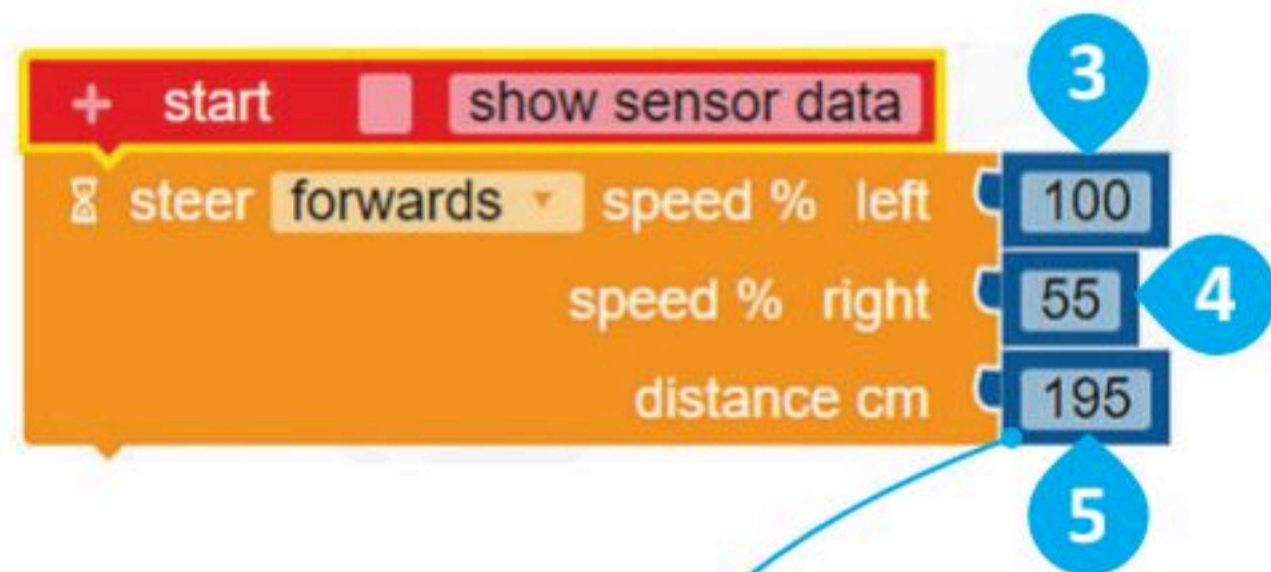 + start show sensor data
3
steer forwards speed % left 100
speed % right 55
4
distance cm 195
5